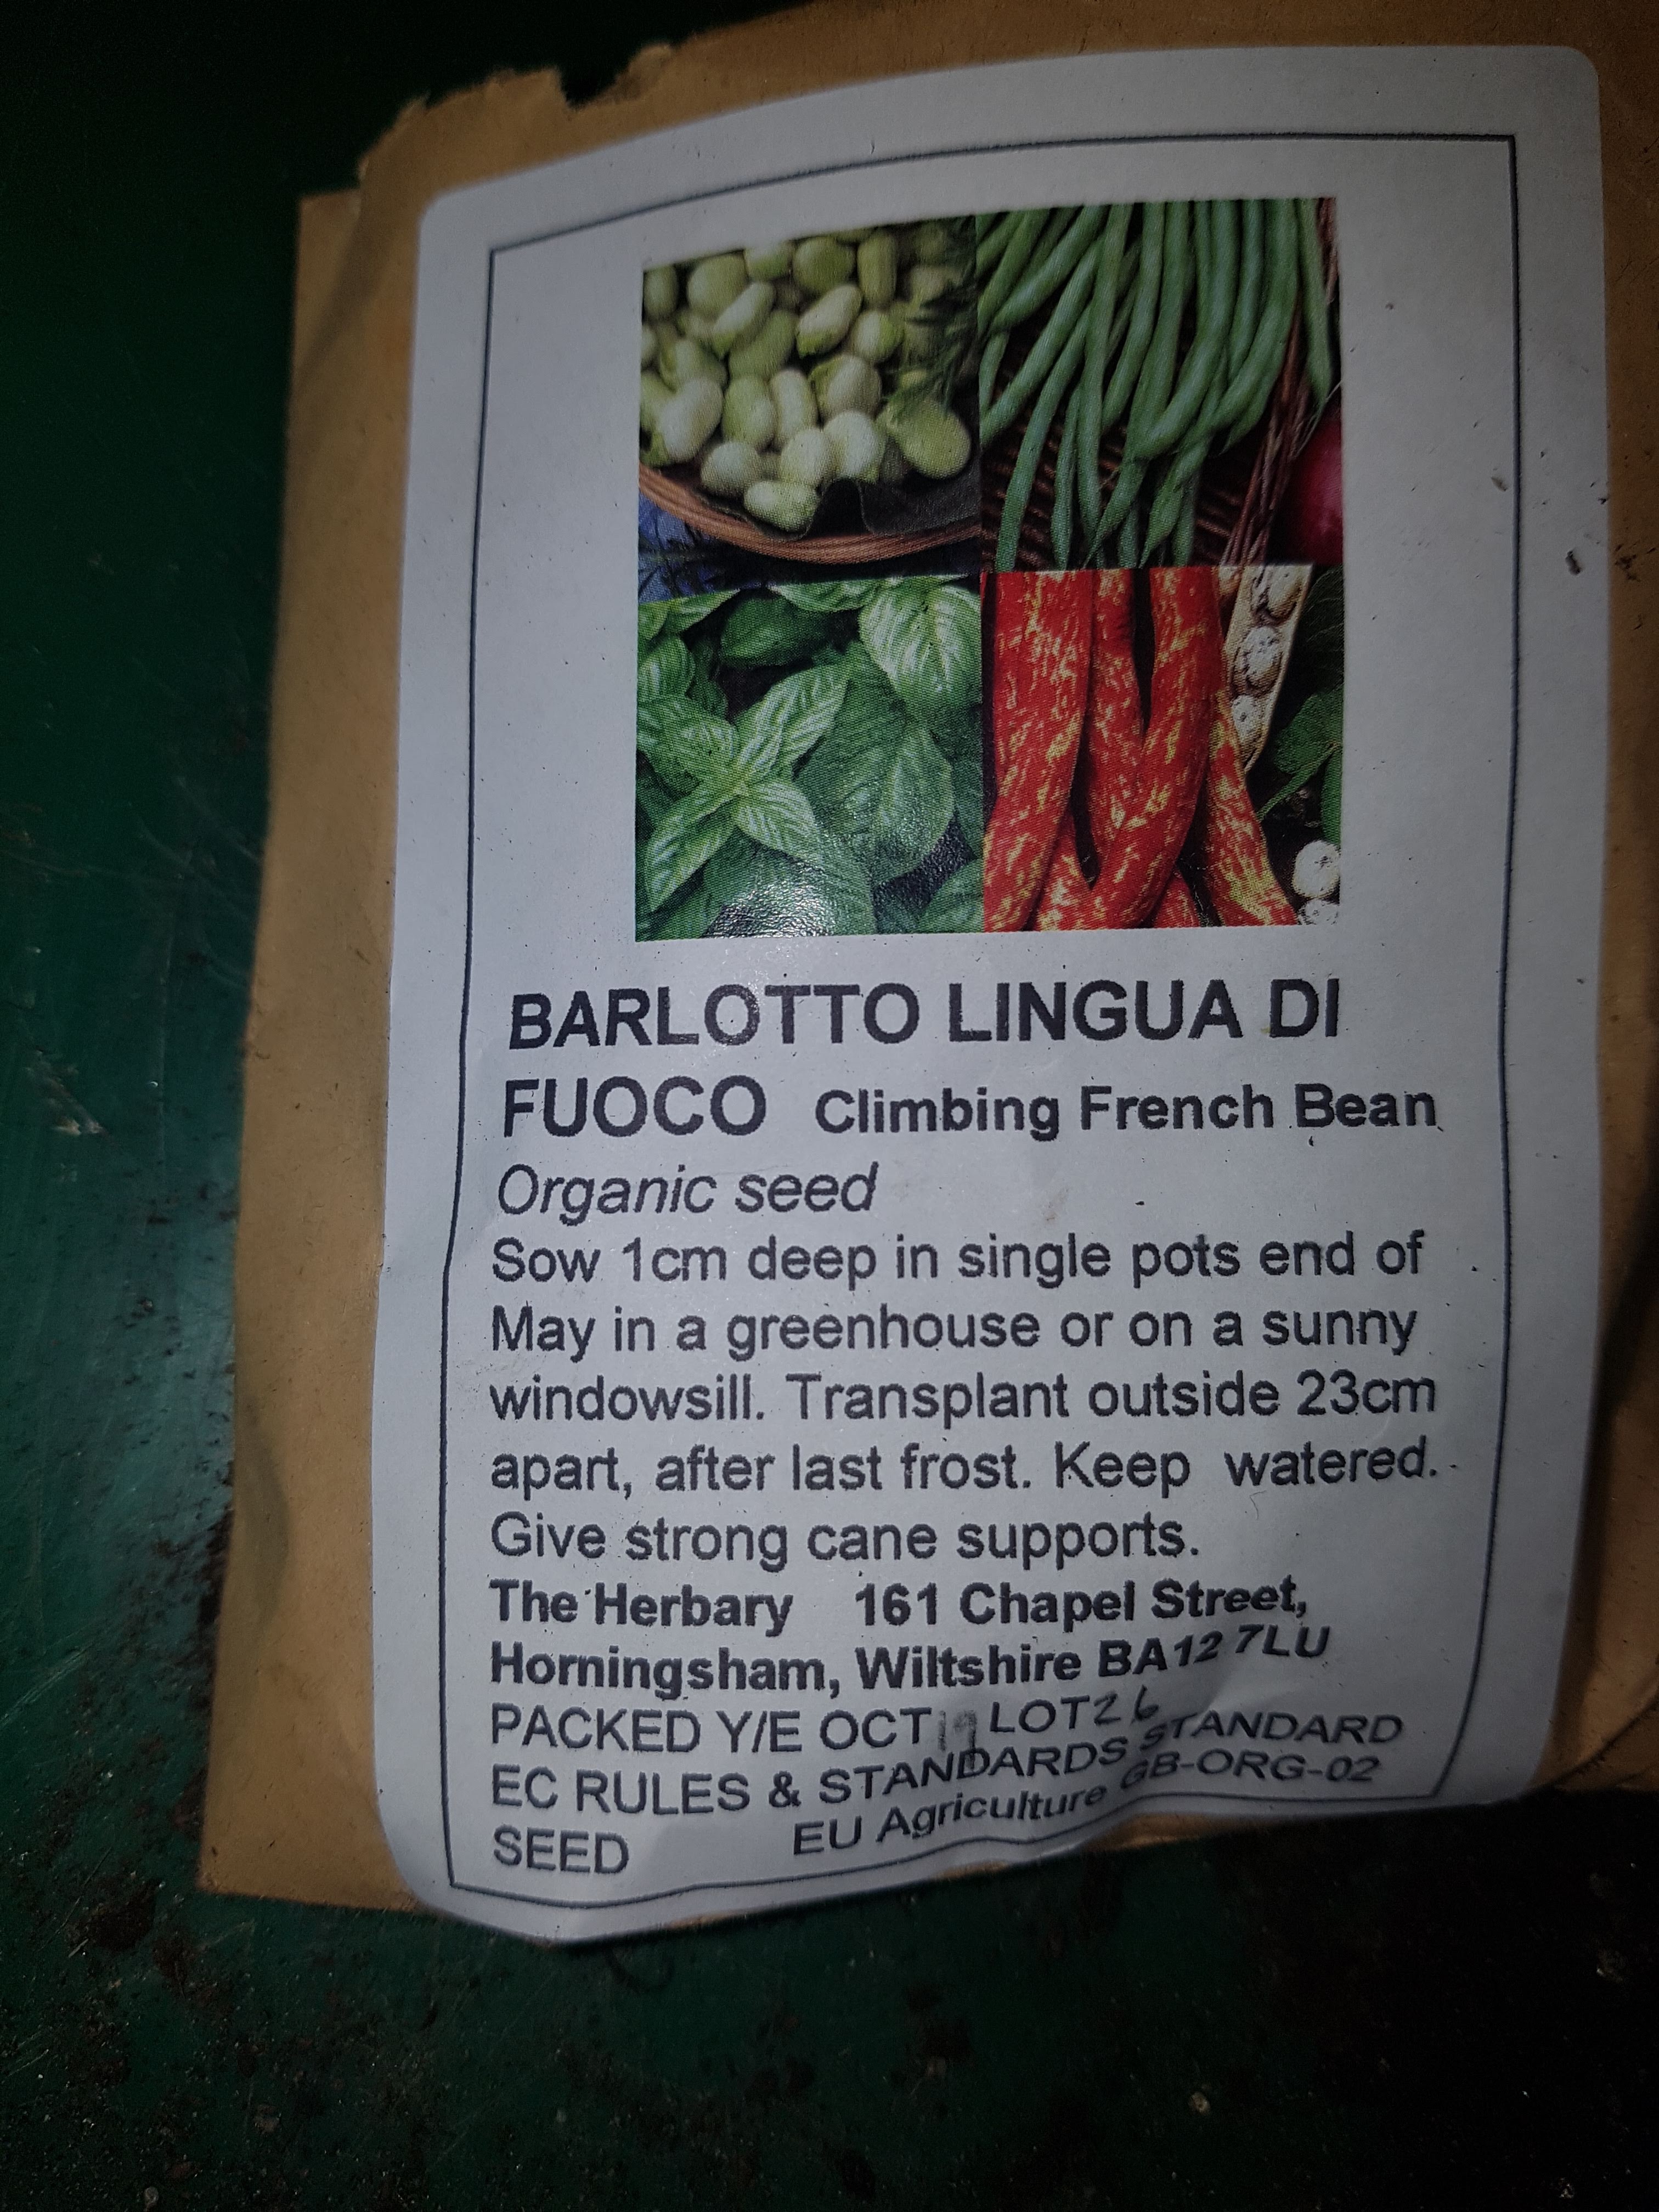 BARLOTTO LINGUA DI
FUOCO Climbing French Bean
Organic seed
Sow 1cm deep in single pots end of
May in a greenhouse or on a sunny
windowsill. Transplant outside 23cm
apart, after last frost. Keep watered.
Give strong cane supports.
The Herbary 161 Chapel Street,
Horningsham, Wiltshire BA12 7LU
PACKED Y/E OCT 19 LOT 26
EC RULES & STANDARDS STANDARD
SEED EU Agriculture GB-ORG-02